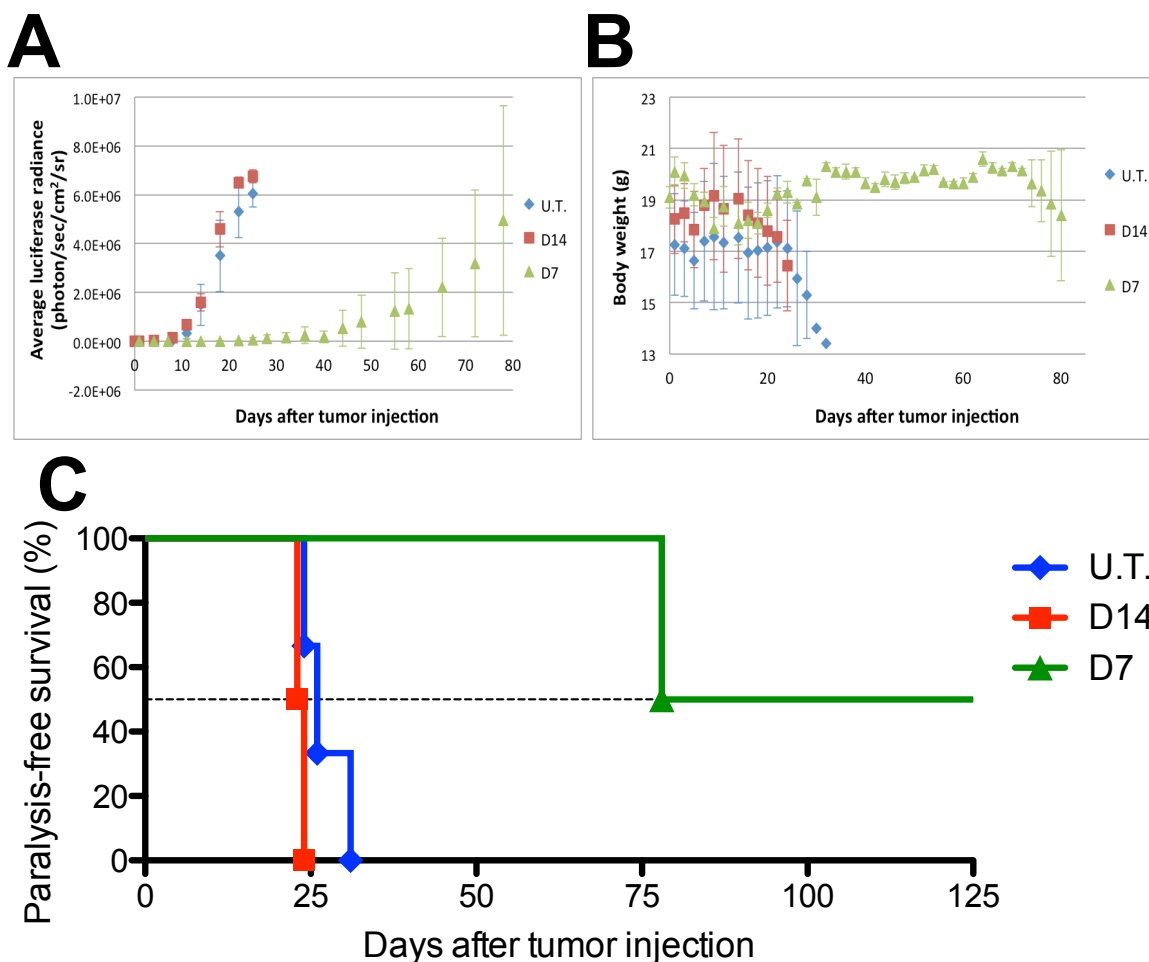 A
B
Average luciferase radiance
(photon/sec/cm²/sr)
1.0E+07
8.0E+06
6.0E+06
4.0E+06
2.0E+06
0.0E+00
-2.0E+06
0
10
20
30
40
50
60
70
80
Days after tumor injection
U.T.
D14
D7
Body weight (g)
23
21
19
17
15
13
0
20
40
60
80
Days after tumor injection
U.T.
D14
D7
C
Paralysis-free survival (%)
100
80
60
40
20
0
0
25
50
75
100
125
Days after tumor injection
U.T.
D14
D7